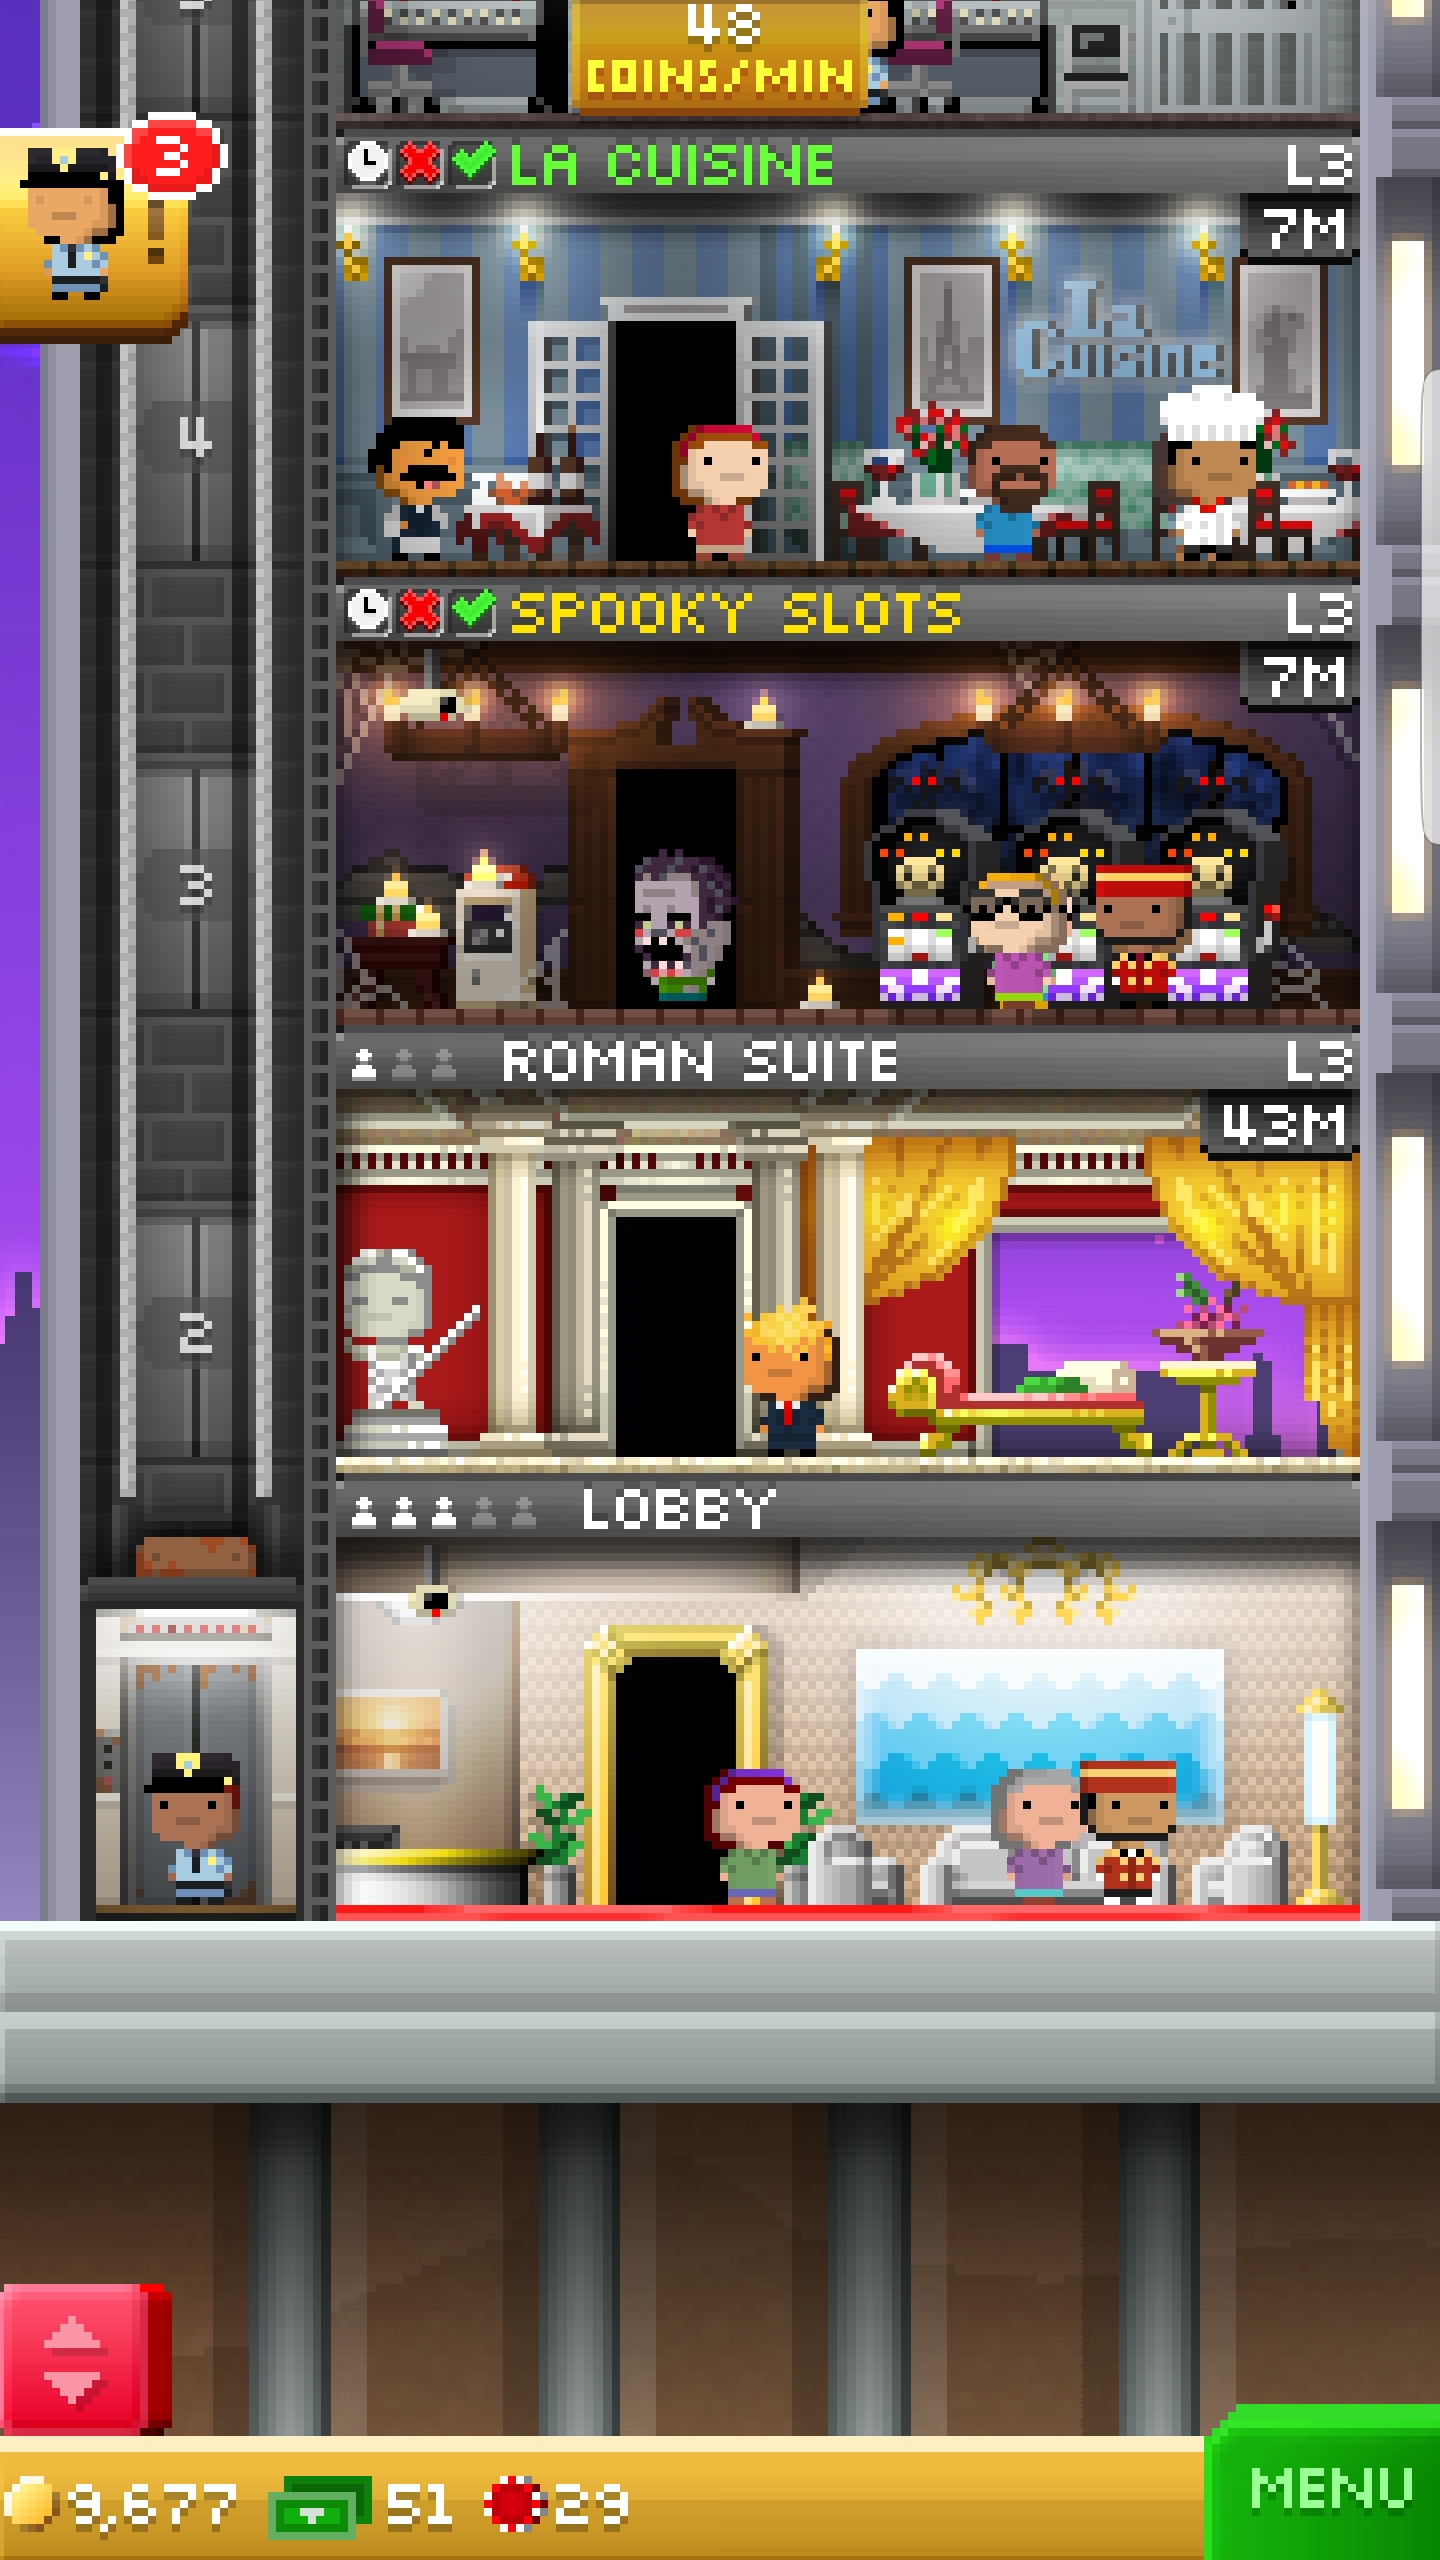 48
COINS/MIN
3
LA CUISINE L3
7M
La
Cuisine
4
SPOOKY SLOTS L3
7M
3
ROMAN SUITE L3
43M
2
LOBBY
9,677 51 29
MENU